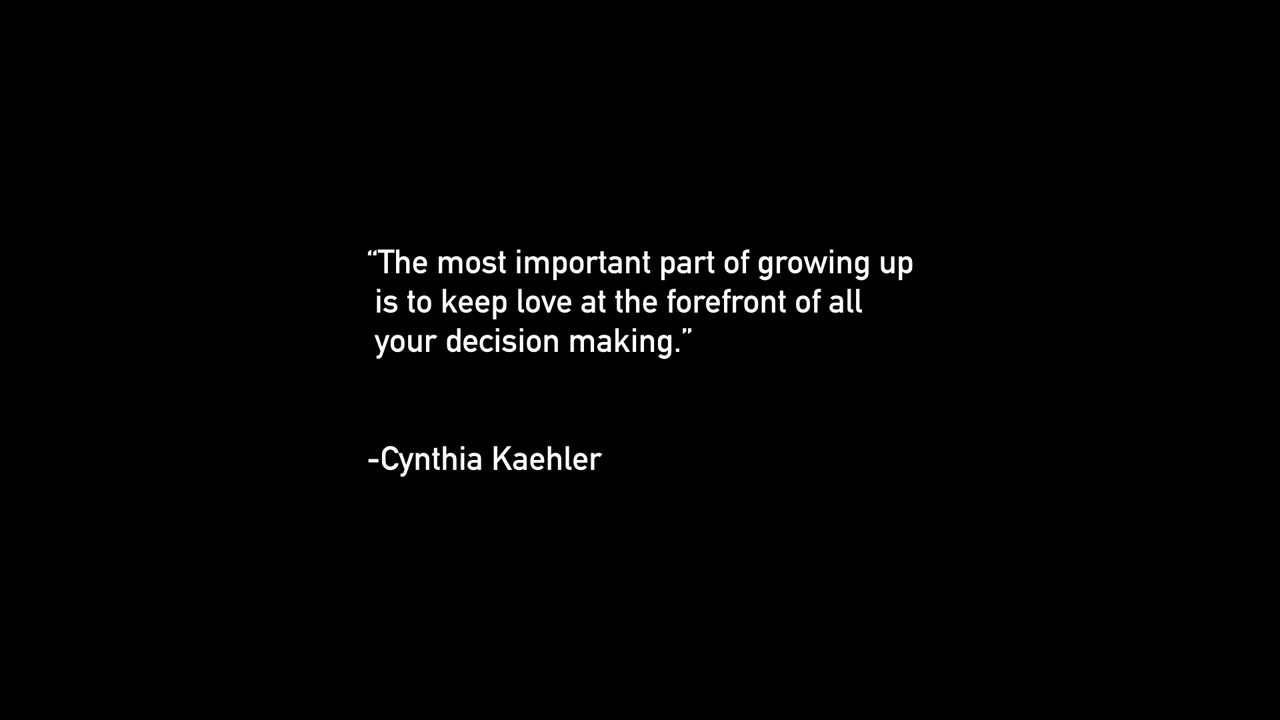 “The most important part of growing up
is to keep love at the forefront of all
your decision making.”
-Cynthia Kaehler